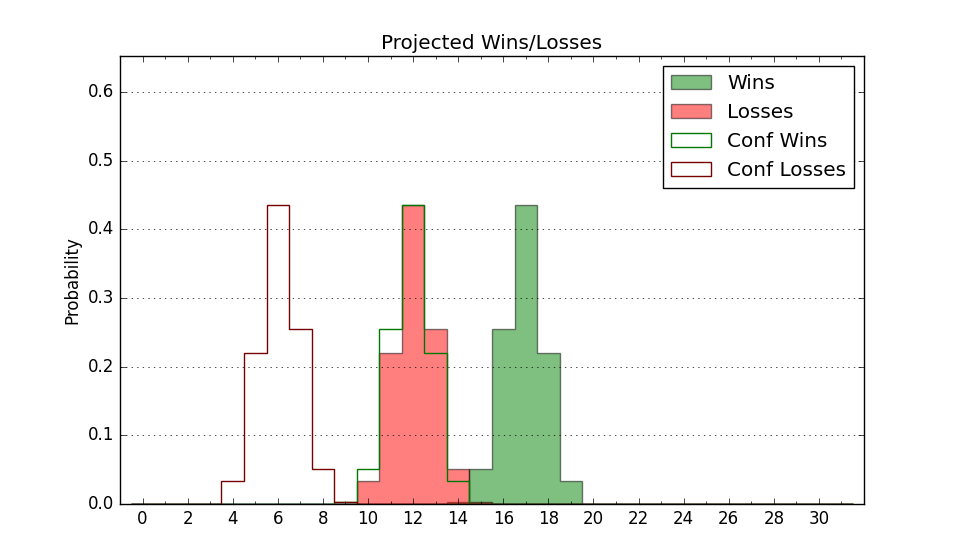 Projected Wins/Losses
Wins
Losses
Conf Wins
Conf Losses
Probability
0.6
0.5
0.4
0.3
0.2
0.1
0.0
0 2 4 6 8 10 12 14 16 18 20 22 24 26 28 30